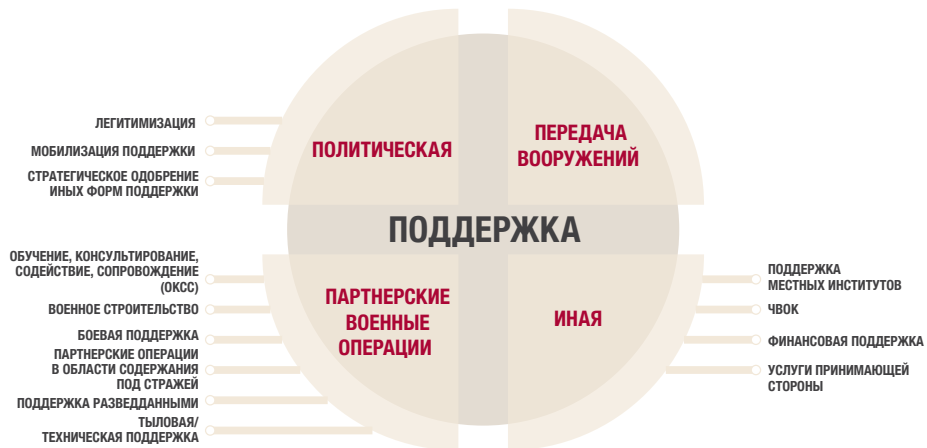 ЛЕГИТИМИЗАЦИЯ
МОБИЛИЗАЦИЯ ПОДДЕРЖКИ
СТРАТЕГИЧЕСКОЕ ОДОБРЕНИЕ
ИНЫХ ФОРМ ПОДДЕРЖКИ
ПОЛИТИЧЕСКАЯ
ПЕРЕДАЧА
ВООРУЖЕНИЙ
ПОДДЕРЖКА
ОБУЧЕНИЕ, КОНСУЛЬТИРОВАНИЕ,
СОДЕЙСТВИЕ, СОПРОВОЖДЕНИЕ
(ОКСС)
ВОЕННОЕ СТРОИТЕЛЬСТВО
БОЕВАЯ ПОДДЕРЖКА
ПАРТНЕРСКИЕ ОПЕРАЦИИ
В ОБЛАСТИ СОДЕРЖАНИЯ
ПОД СТРАЖЕЙ
ПОДДЕРЖКА РАЗВЕДДАННЫМИ
ТЫЛОВАЯ/
ТЕХНИЧЕСКАЯ ПОДДЕРЖКА
ПАРТНЕРСКИЕ
ВОЕННЫЕ
ОПЕРАЦИИ
ИНАЯ
ПОДДЕРЖКА
МЕСТНЫХ ИНСТИТУТОВ
ЧВОК
ФИНАНСОВАЯ ПОДДЕРЖКА
УСЛУГИ ПРИНИМАЮЩЕЙ
СТОРОНЫ